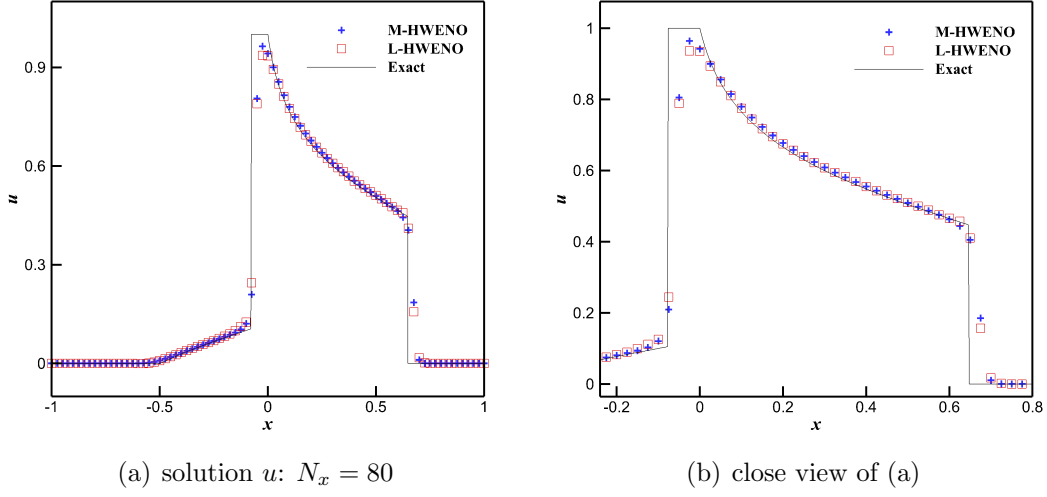 M-HWENO
L-HWENO
Exact
0.9
0.6
0.3
0
u
-1
-0.5
0
0.5
1
x
(a) solution u: Nx = 80
M-HWENO
L-HWENO
Exact
1
0.8
0.6
0.4
0.2
0
u
-0.2
0
0.2
0.4
0.6
0.8
x
(b) close view of (a)